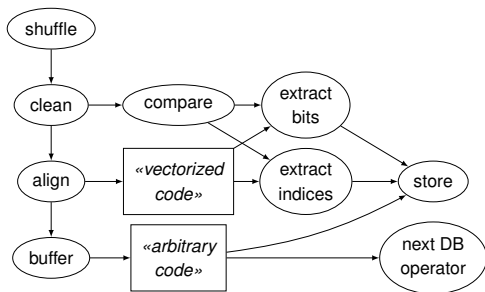 shuffle
clean
compare
extract
bits
align
«vectorized
code»
extract
indices
store
buffer
«arbitrary
code»
next DB
operator